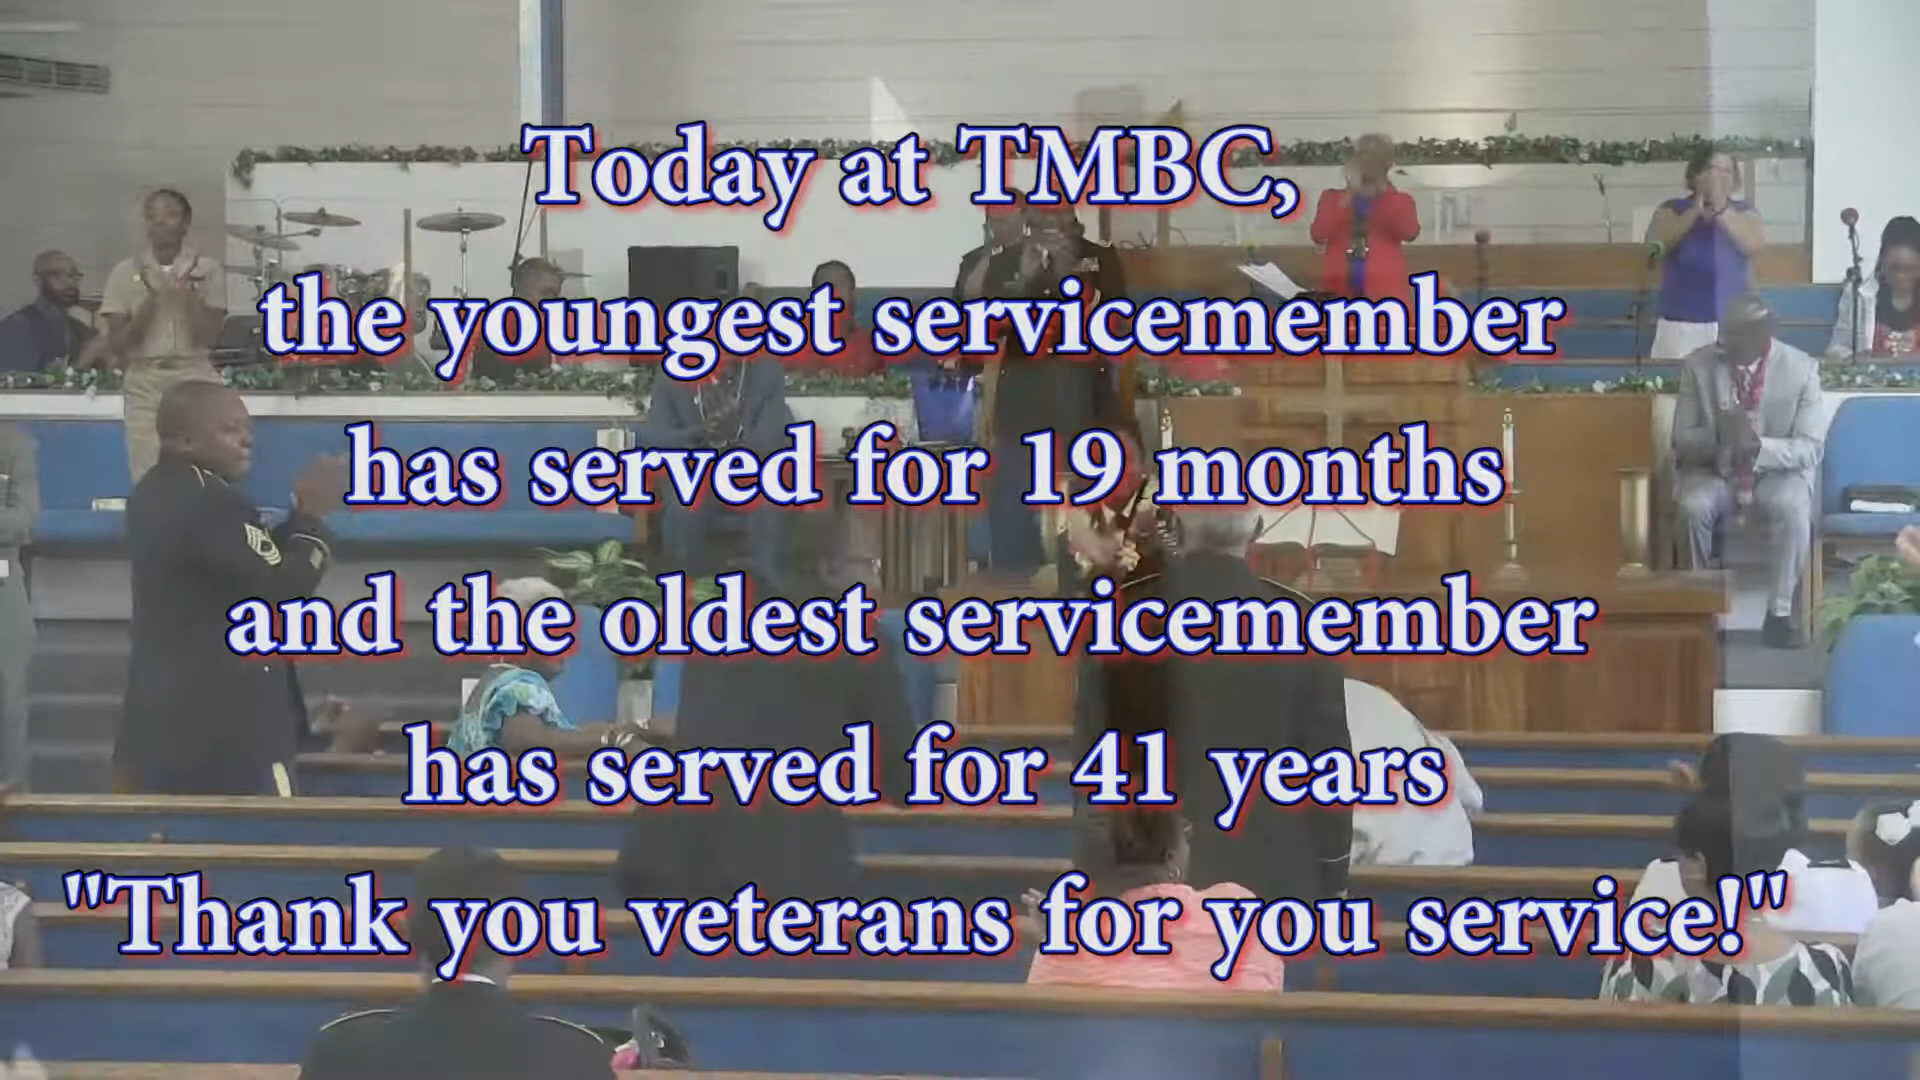 Today at TMBC,
the youngest servicemember
has served for 19 months
and the oldest servicemember
has served for 41 years
"Thank you veterans for you service!"